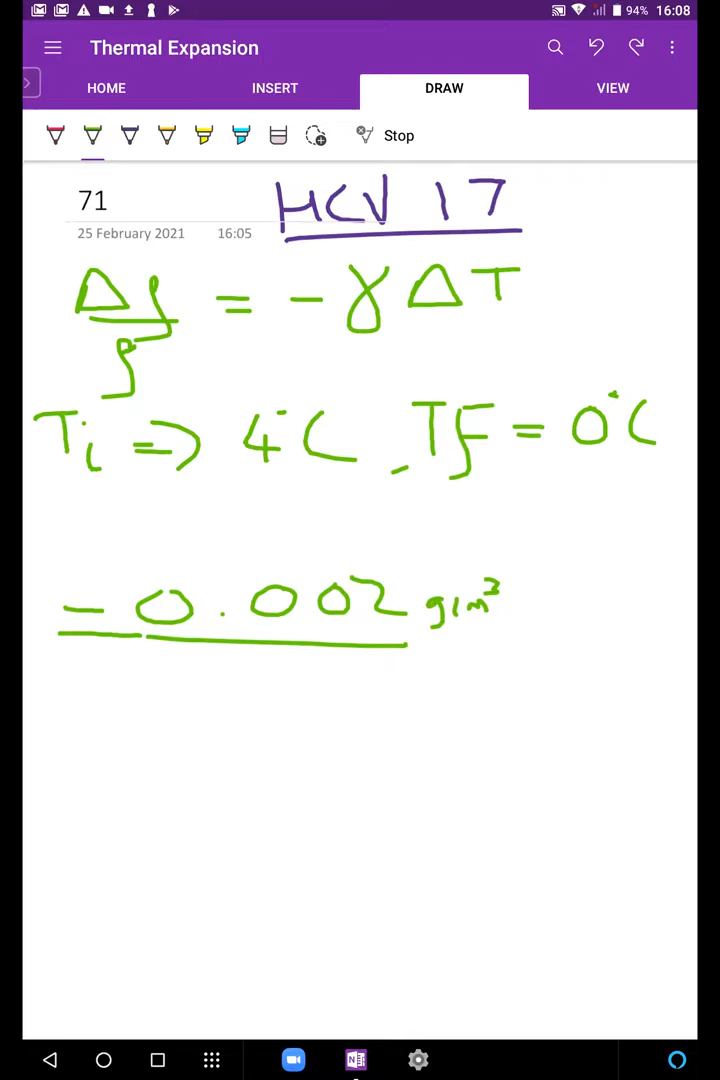 94% 16:08
Thermal Expansion
HOME INSERT DRAW VIEW
Stop
71
HCV 17
25 February 2021 16:05
Δρ/ρ = -γΔT
Ti => 4°C, Tf = 0°C
-0.002 g/cm³